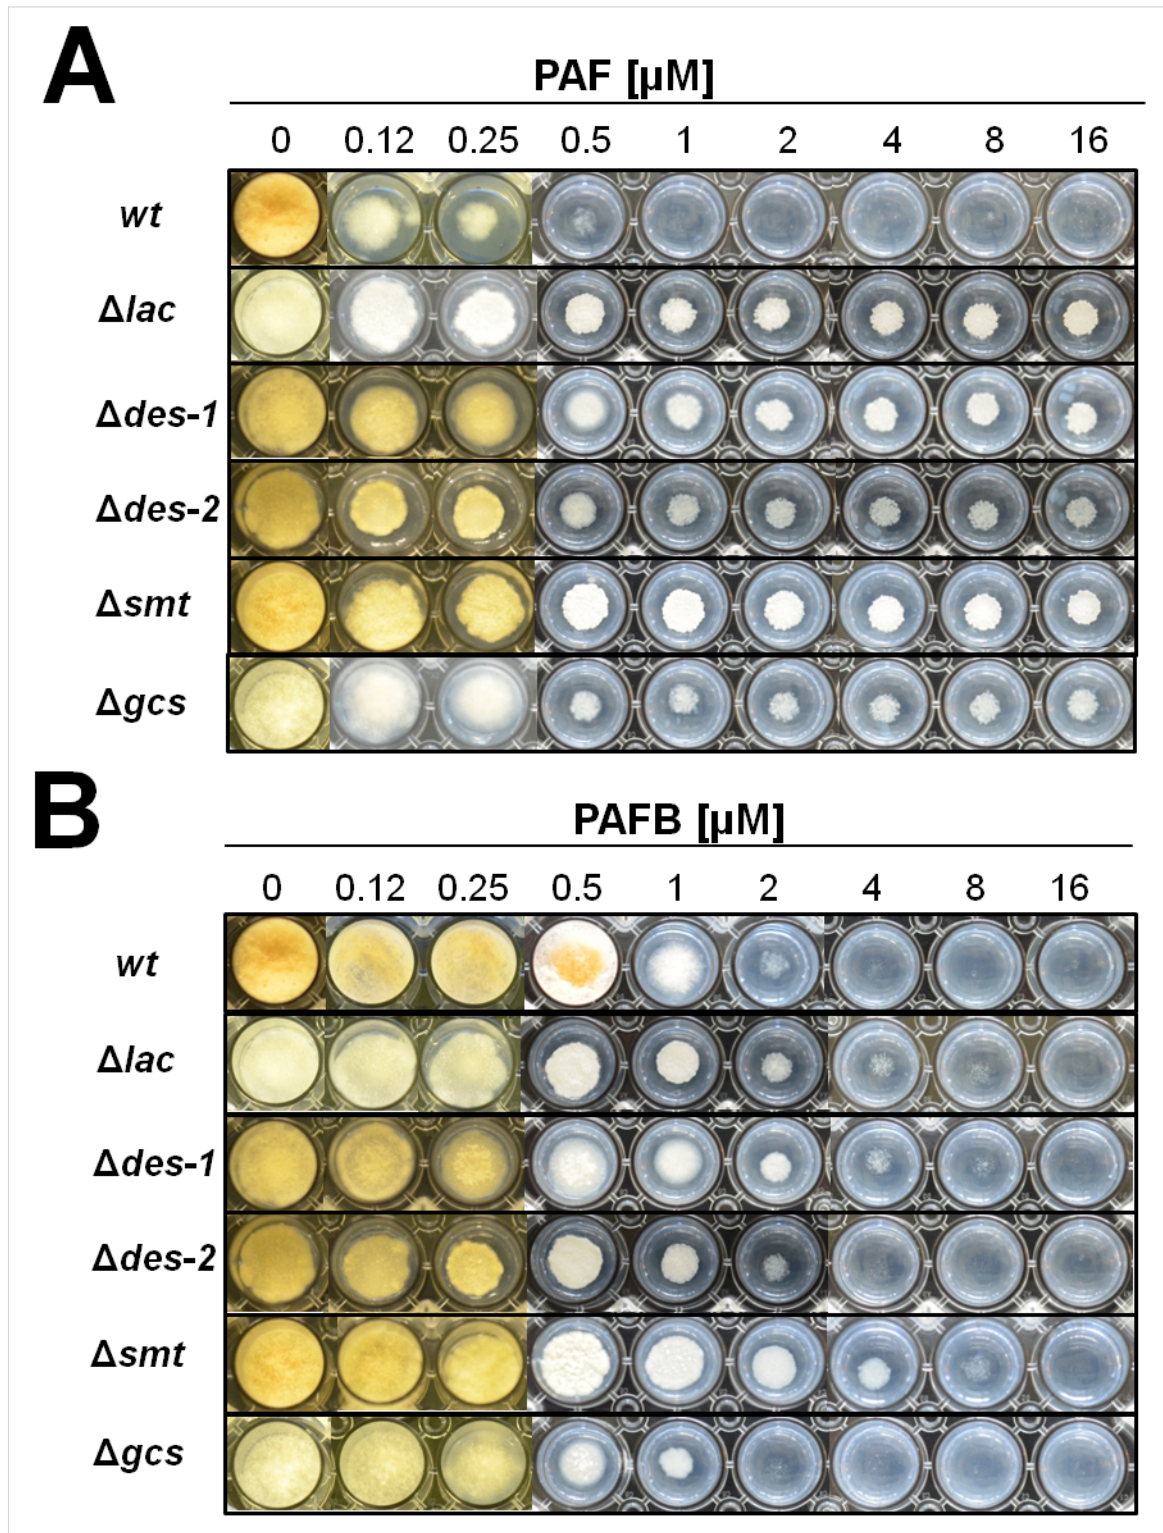 A
PAF [µM]
0 0.12 0.25 0.5 1 2 4 8 16
wt
Δlac
Δdes-1
Δdes-2
Δsmt
Δgcs
B
PAFB [µM]
0 0.12 0.25 0.5 1 2 4 8 16
wt
Δlac
Δdes-1
Δdes-2
Δsmt
Δgcs